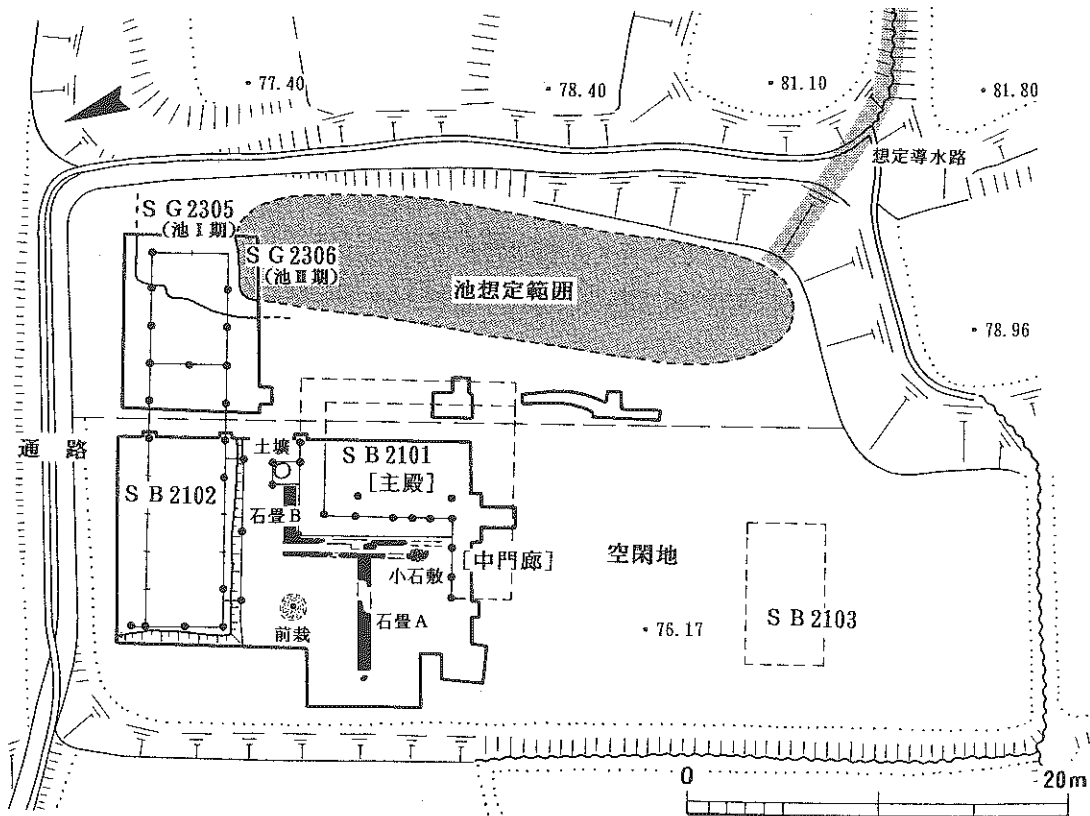 77.40
78.40
81.10
81.80
想定導水路
SG2305
(池Ⅰ期)
SG2306
(池Ⅱ期)
池想定範囲
78.96
通路
土壙
SB2101
[主殿]
SB2102
石畳B
[中門廊]
空閑地
小石敷
SB2103
前栽
石畳A
76.17
0
20m